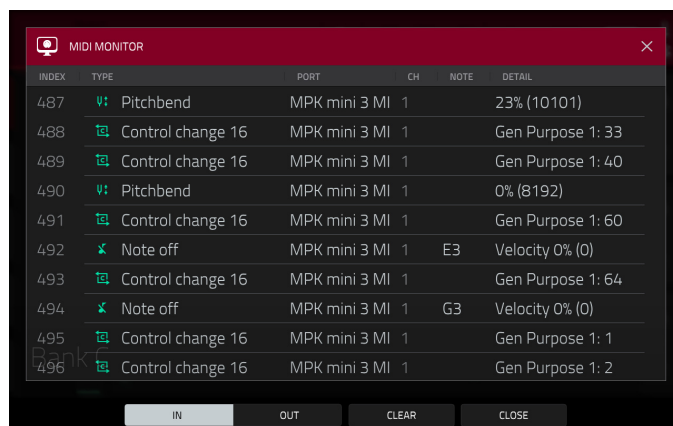 MIDI MONITOR
INDEX TYPE PORT CH NOTE DETAIL
487 Pitchbend MPK mini 3 MI 1 23% (10101)
488 Control change 16 MPK mini 3 MI 1 Gen Purpose 1: 33
489 Control change 16 MPK mini 3 MI 1 Gen Purpose 1: 40
490 Pitchbend MPK mini 3 MI 1 0% (8192)
491 Control change 16 MPK mini 3 MI 1 Gen Purpose 1: 60
492 Note off MPK mini 3 MI 1 E3 Velocity 0% (0)
493 Control change 16 MPK mini 3 MI 1 Gen Purpose 1: 64
494 Note off MPK mini 3 MI 1 G3 Velocity 0% (0)
495 Control change 16 MPK mini 3 MI 1 Gen Purpose 1: 1
Bank C
496 Control change 16 MPK mini 3 MI 1 Gen Purpose 1: 2
IN OUT CLEAR CLOSE